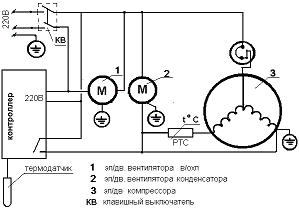 220В
КВ
1
М
2
М
3
t°C
РТС
контроллер
220В
термодатчик
1 эл/дв. вентилятора в/охл
2 эл/дв. вентилятора конденсатора
3 эл/дв компрессора
КВ клавишный выключатель